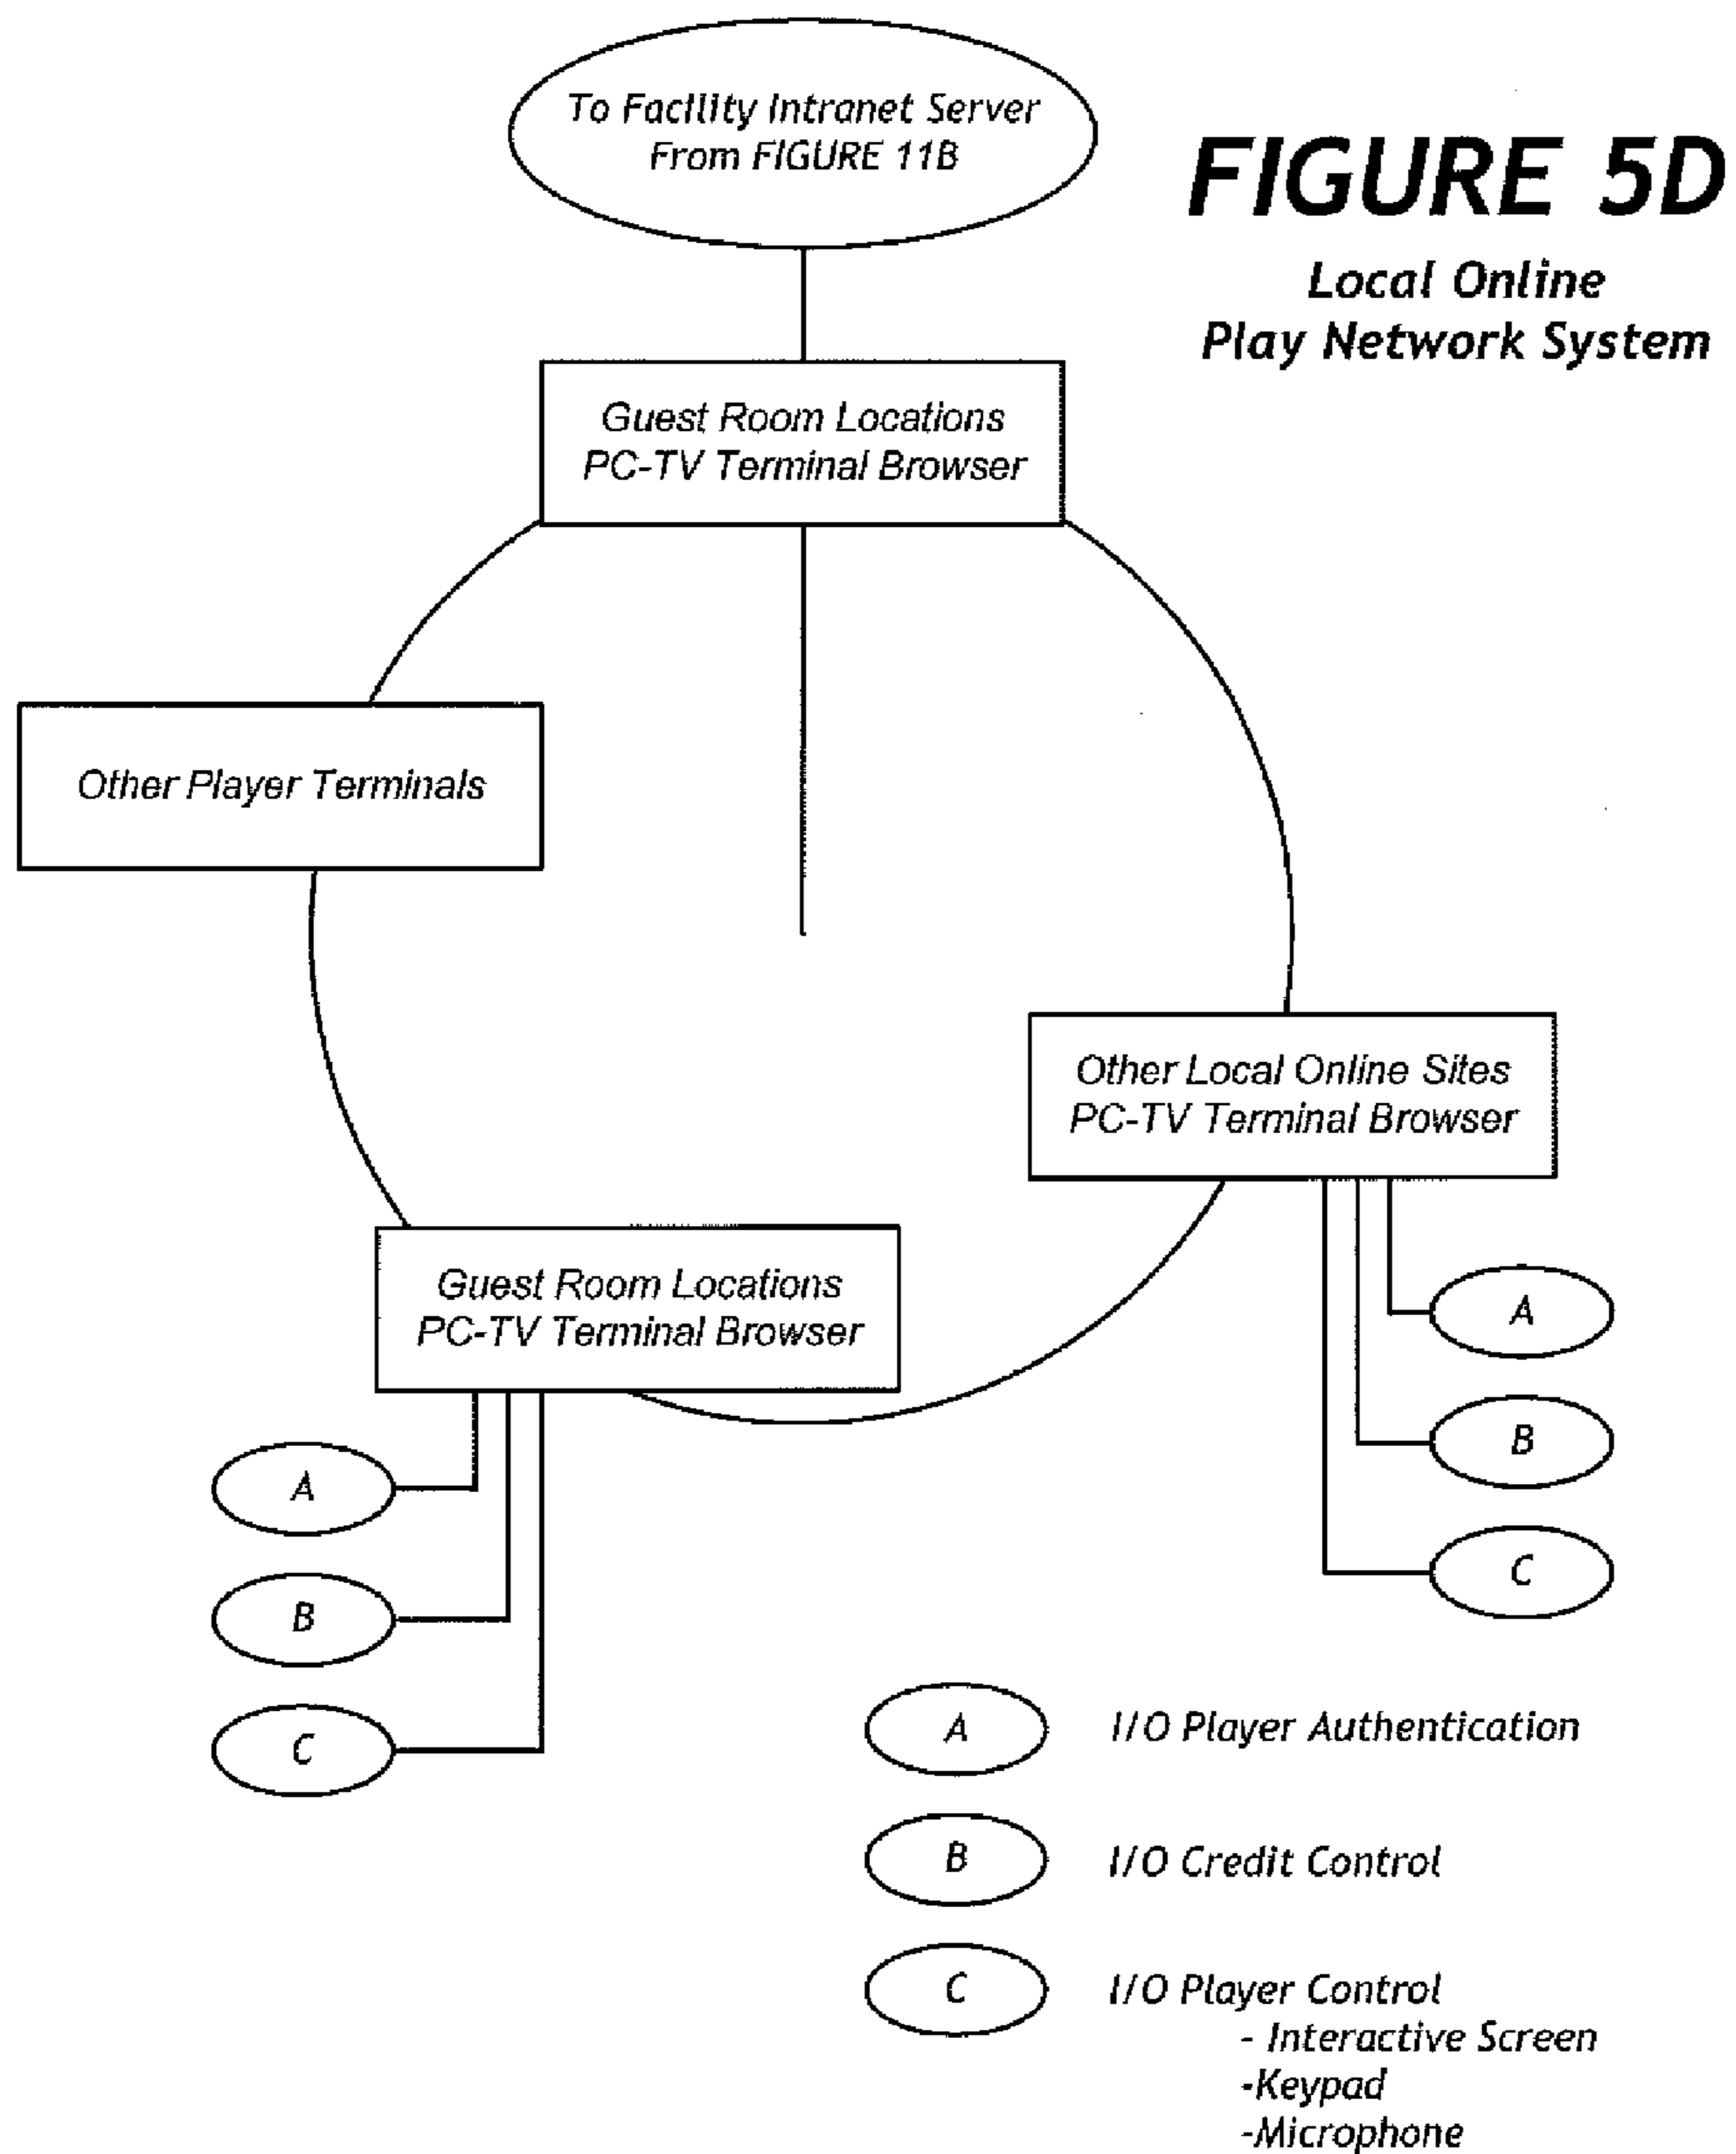 To Facility Intranet Server
From FIGURE 11B
FIGURE 5D
Local Online
Play Network System
Guest Room Locations
PC-TV Terminal Browser
Other Player Terminals
Other Local Online Sites
PC-TV Terminal Browser
Guest Room Locations
PC-TV Terminal Browser
A
B
C
A
B
C
A I/O Player Authentication
B I/O Credit Control
C I/O Player Control
- Interactive Screen
-Keypad
-Microphone